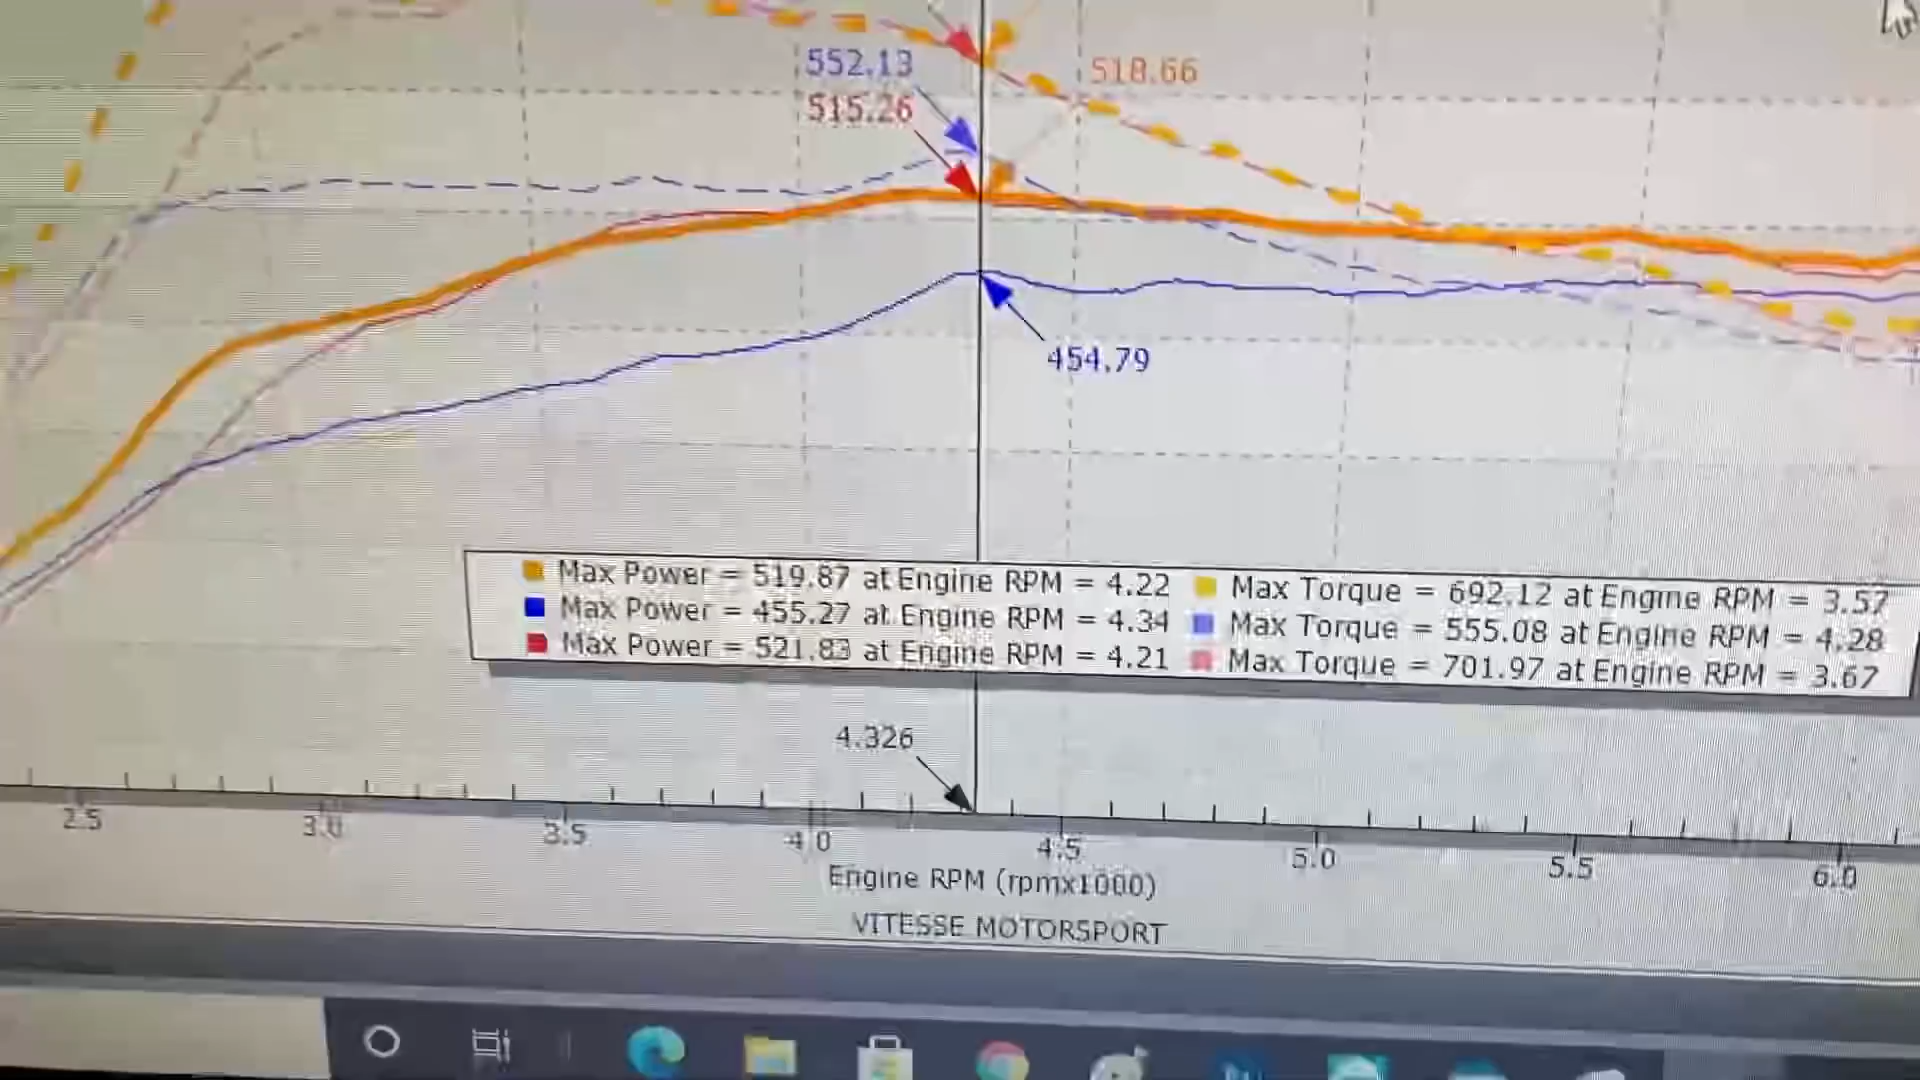 552.13
518.66
515.26
454.79
Max Power = 519.87 at Engine RPM = 4.22
Max Torque = 692.12 at Engine RPM = 3.57
Max Power = 455.27 at Engine RPM = 4.34
Max Torque = 555.08 at Engine RPM = 4.28
Max Power = 521.83 at Engine RPM = 4.21
Max Torque = 701.97 at Engine RPM = 3.67
4.326
2.5 3.0 3.5 4.0 4.5 5.0 5.5 6.0
Engine RPM (rpmx1000)
VITESSE MOTORSPORT